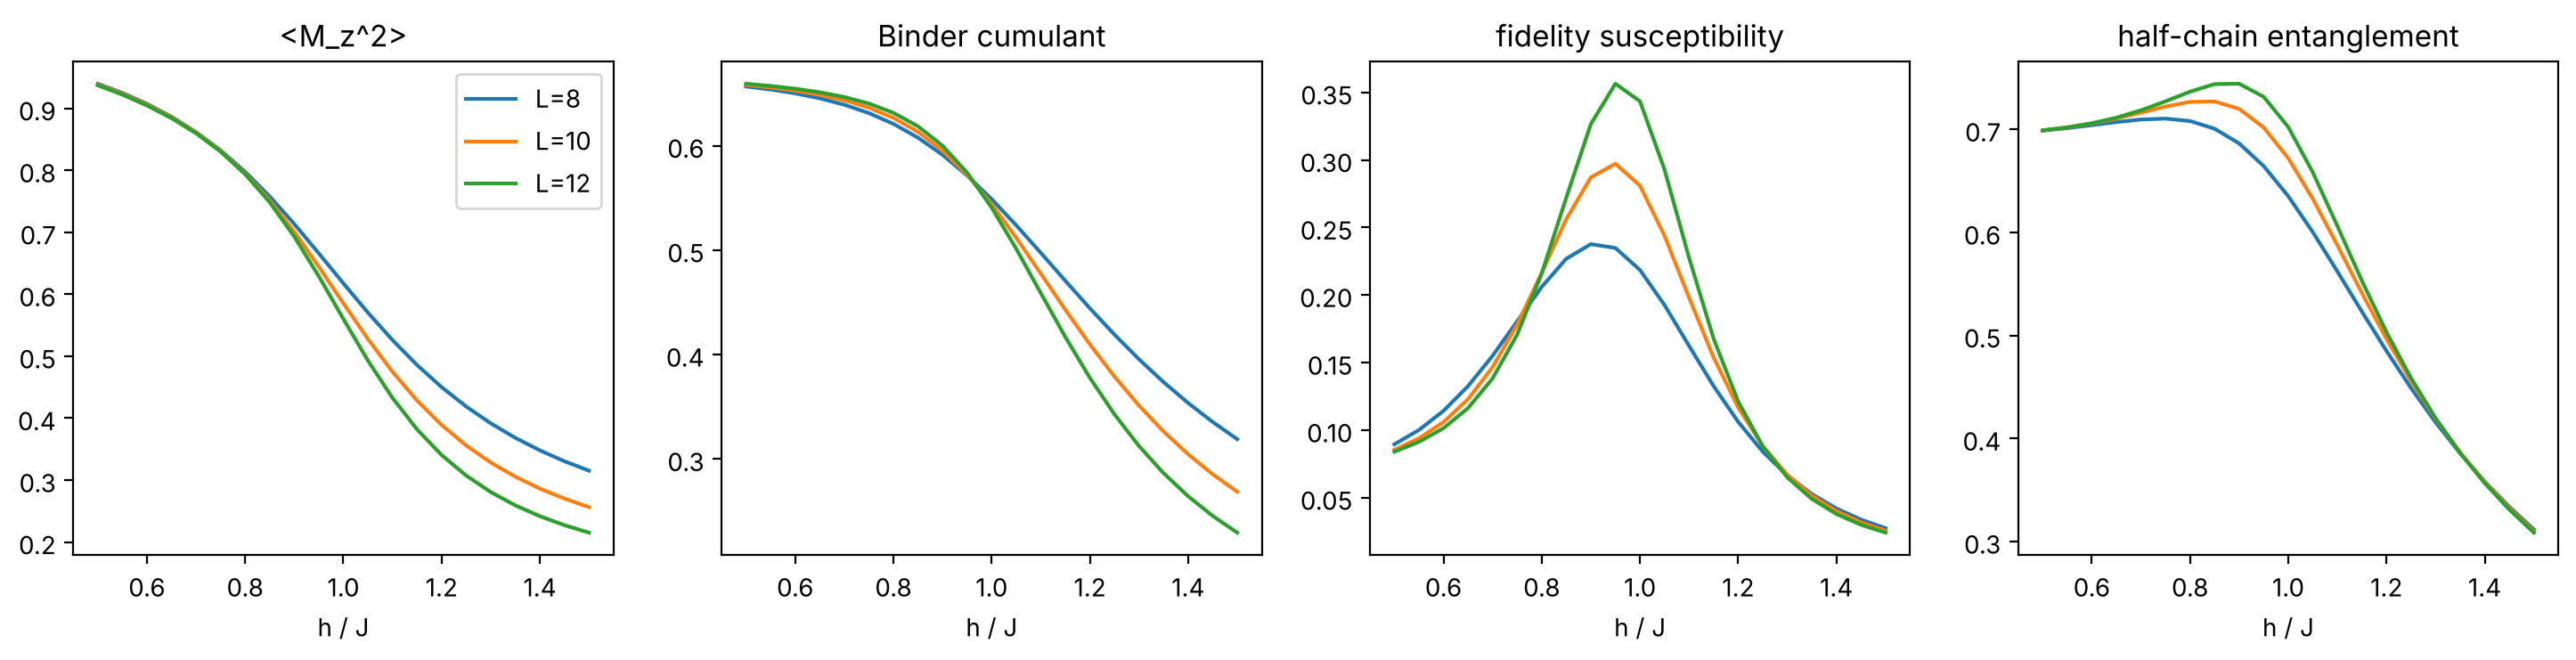 <M_z^2>
0.9
0.8
0.7
0.6
0.5
0.4
0.3
0.2
0.6 0.8 1.0 1.2 1.4
h / J
L=8
L=10
L=12
Binder cumulant
0.6
0.5
0.4
0.3
0.6 0.8 1.0 1.2 1.4
h / J
fidelity susceptibility
0.35
0.30
0.25
0.20
0.15
0.10
0.05
0.6 0.8 1.0 1.2 1.4
h / J
half-chain entanglement
0.7
0.6
0.5
0.4
0.3
0.6 0.8 1.0 1.2 1.4
h / J